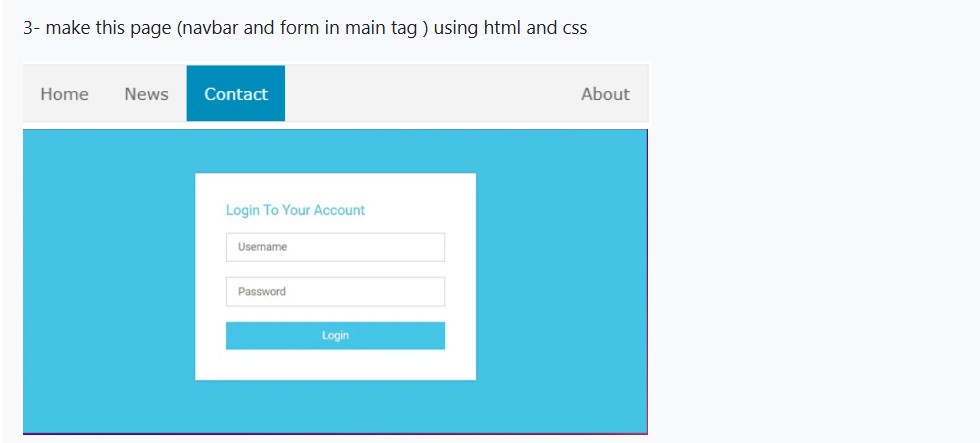 3- make this page (navbar and form in main tag ) using html and css
Home News Contact About
Login To Your Account
Username
Password
Login